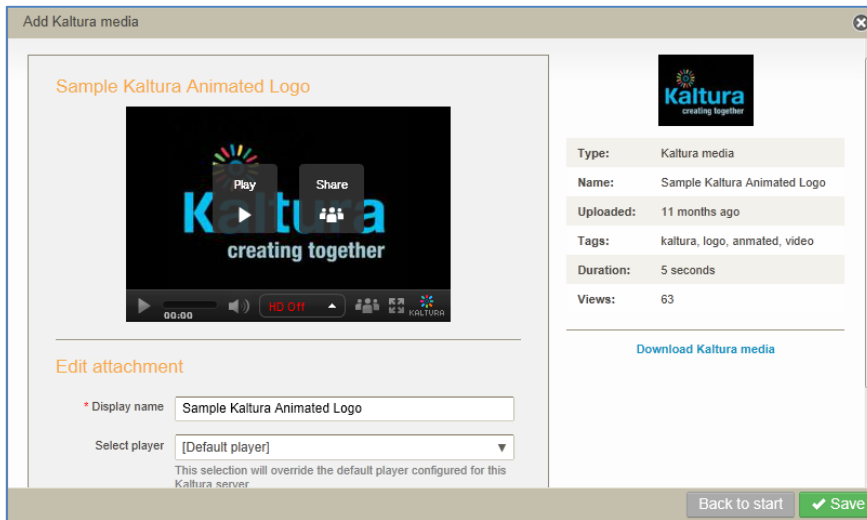 Add Kaltura media
Sample Kaltura Animated Logo
Play
Share
Kaltura
creating together
00:00
HD Off
KALTURA
Edit attachment
* Display name
Sample Kaltura Animated Logo
Select player
[Default player]
This selection will override the default player configured for this
Kaltura server
Kaltura
creating together
Type: Kaltura media
Name: Sample Kaltura Animated Logo
Uploaded: 11 months ago
Tags: kaltura, logo, anmated, video
Duration: 5 seconds
Views: 63
Download Kaltura media
Back to start
Save